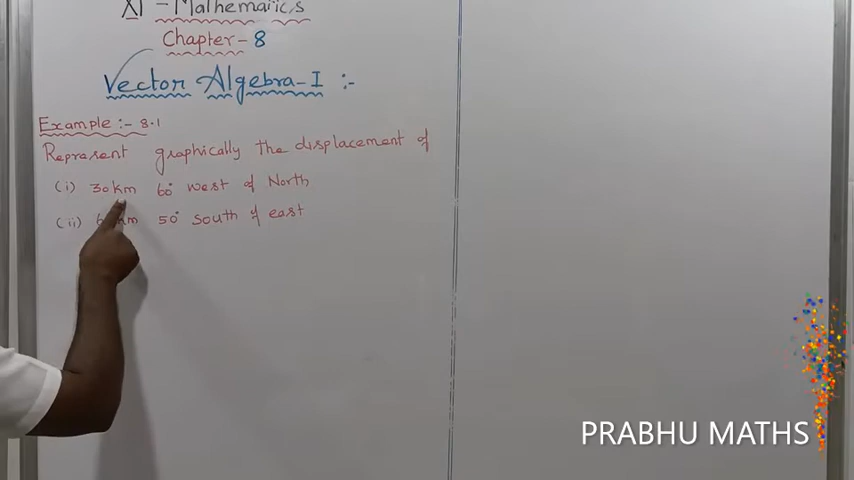 XI - Mathematics
Chapter - 8
Vector Algebra - I :-
Example :- 8.1
Represent graphically the displacement of
(i) 30 km 60° west of North
(ii) km 50° south of east
PRABHU MATHS